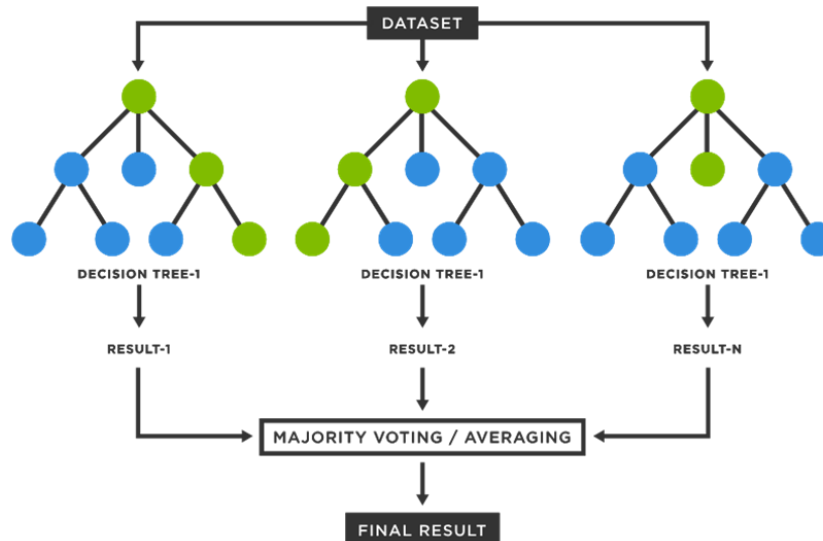 DATASET
DECISION TREE-1
DECISION TREE-1
DECISION TREE-1
RESULT-1
RESULT-2
RESULT-N
MAJORITY VOTING / AVERAGING
FINAL RESULT